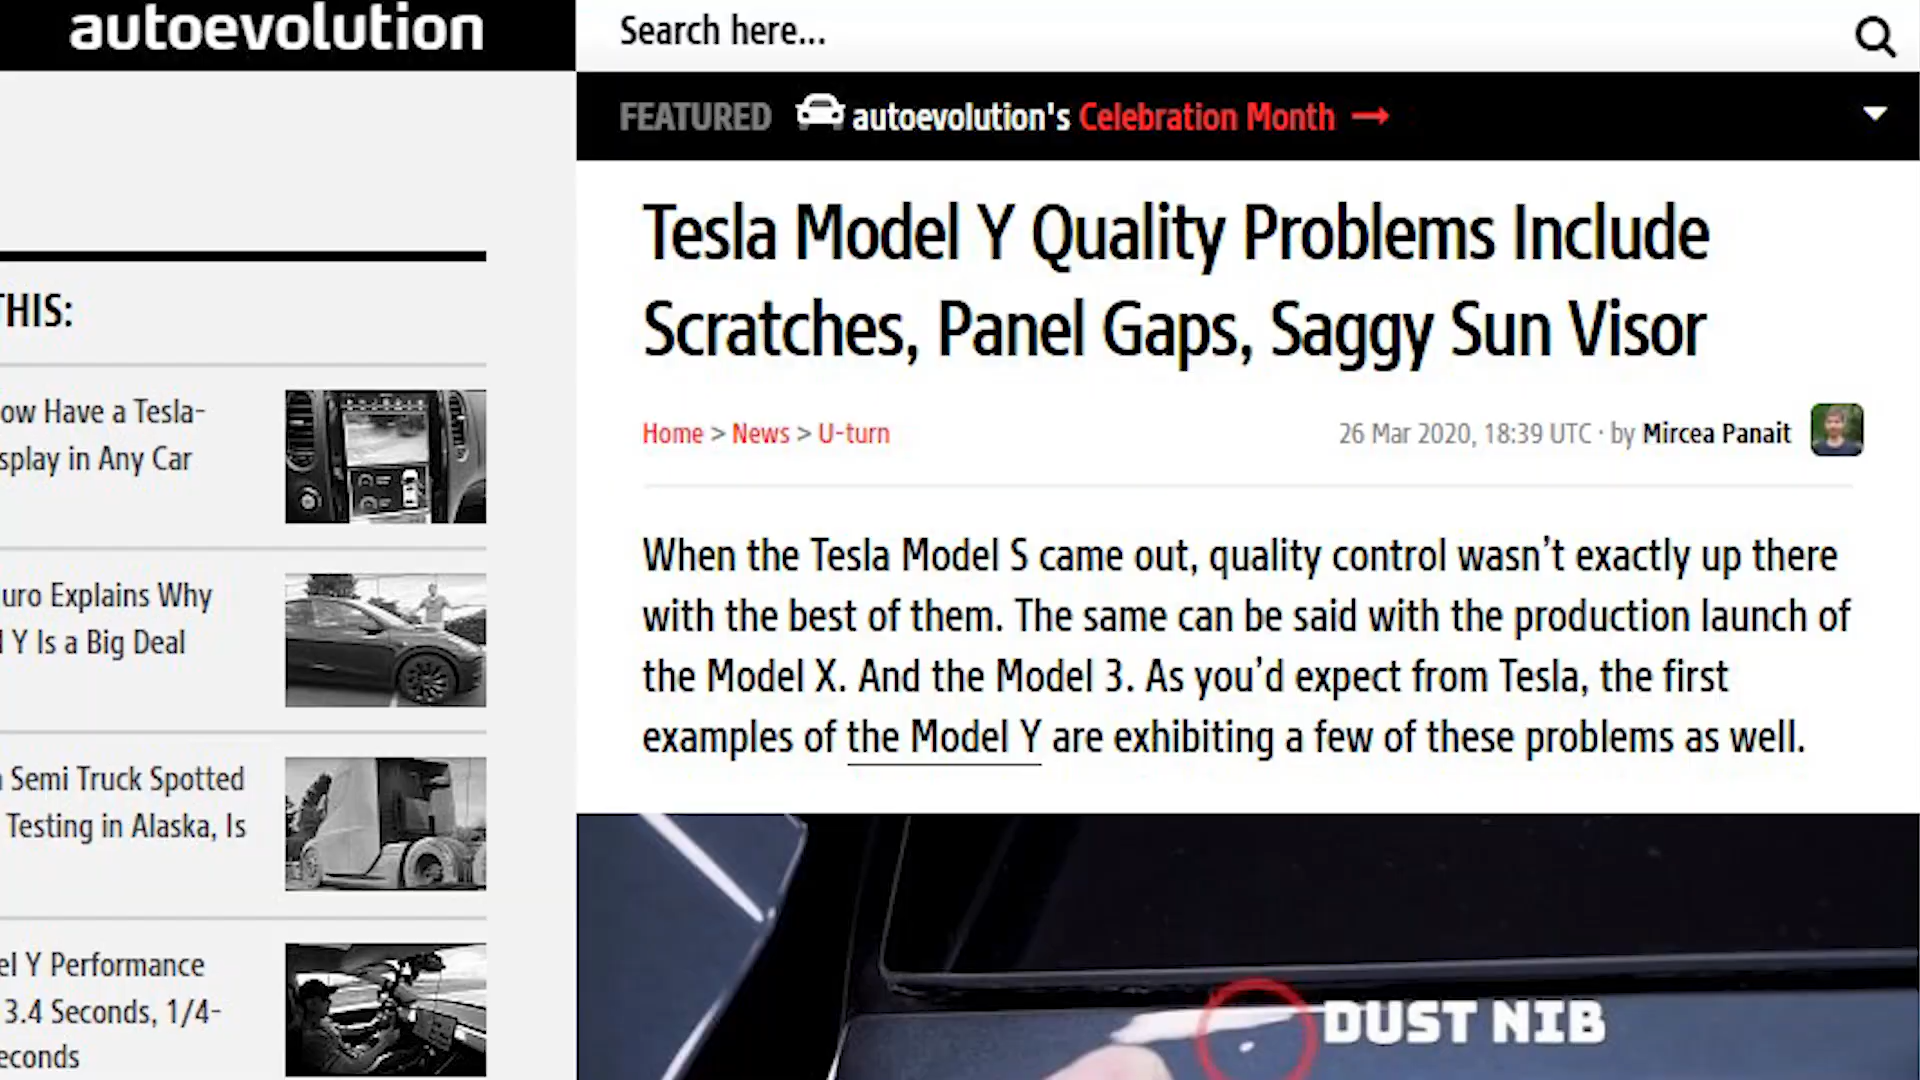 autoevolution
Search here...
FEATURED autoevolution's Celebration Month →
Tesla Model Y Quality Problems Include
Scratches, Panel Gaps, Saggy Sun Visor
Home > News > U-turn
26 Mar 2020, 18:39 UTC · by Mircea Panait
When the Tesla Model S came out, quality control wasn’t exactly up there
with the best of them. The same can be said with the production launch of
the Model X. And the Model 3. As you’d expect from Tesla, the first
examples of the Model Y are exhibiting a few of these problems as well.
DUST NIB
THIS:
ow Have a Tesla-
splay in Any Car
uro Explains Why
Y Is a Big Deal
Semi Truck Spotted
Testing in Alaska, Is
el Y Performance
3.4 Seconds, 1/4-
econds